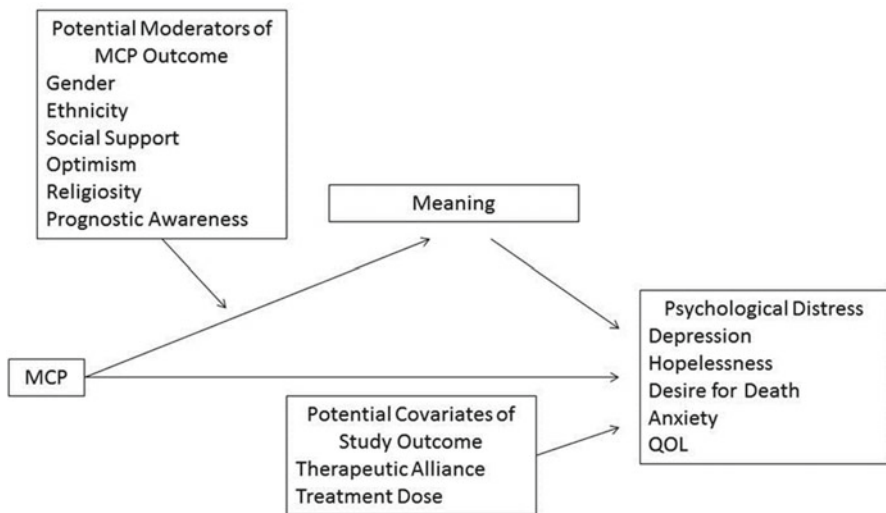 Potential Moderators of
MCP Outcome
Gender
Ethnicity
Social Support
Optimism
Religiosity
Prognostic Awareness
Meaning
MCP
Psychological Distress
Depression
Hopelessness
Desire for Death
Anxiety
QOL
Potential Covariates of
Study Outcome
Therapeutic Alliance
Treatment Dose